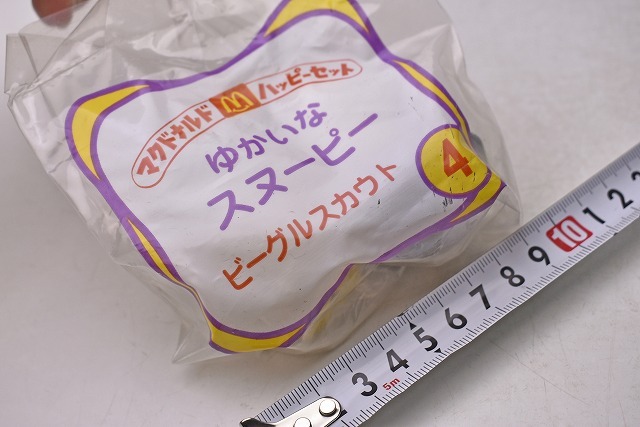 マクドナルド M ハッピーセット
ゆかいな
スヌーピー
ビーグルスカウト
4
3 4 5 6 7 8 9 10 1 2
5m